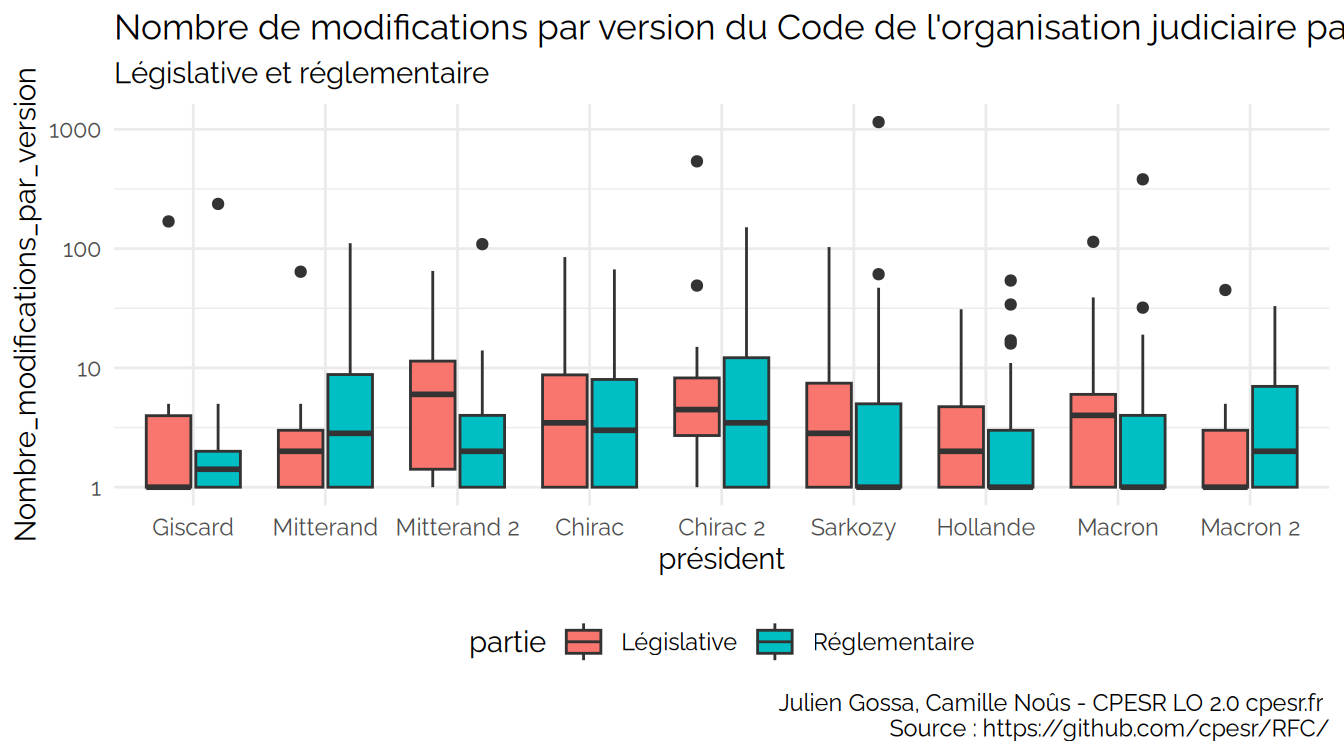 Nombre de modifications par version du Code de l'organisation judiciaire pa
Législative et réglementaire
Nombre_modifications_par_version
1000
100
10
1
Giscard Mitterand Mitterand 2 Chirac Chirac 2 Sarkozy Hollande Macron Macron 2
président
partie Législative Réglementaire
Julien Gossa, Camille Noûs - CPESR LO 2.0 cpesr.fr
Source : https://github.com/cpesr/RFC/